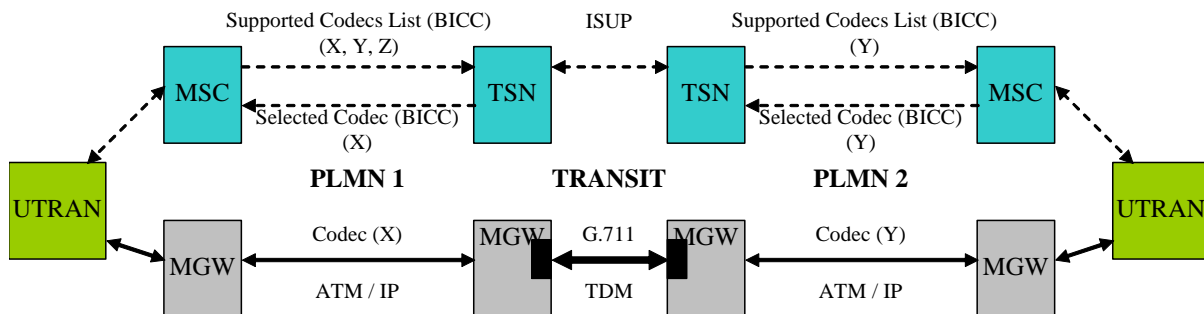 Supported Codecs List (BICC)
(X, Y, Z)
ISUP
Supported Codecs List (BICC)
(Y)
MSC
TSN
TSN
MSC
Selected Codec (BICC)
(X)
Selected Codec (BICC)
(Y)
PLMN 1
TRANSIT
PLMN 2
UTRAN
UTRAN
MGW
Codec (X)
ATM / IP
MGW
G.711
TDM
MGW
Codec (Y)
ATM / IP
MGW